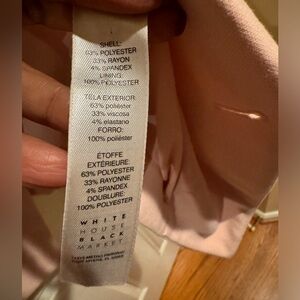 SHELL:
63% POLYESTER
33% RAYON
4% SPANDEX
LINING:
100% POLYESTER
TELA EXTERIOR:
63% poliéster
33% viscosa
4% elastano
FORRO:
100% POLIÉSTER
ÉTOFFE
EXTÉRIEURE:
63% POLYESTER
33% RAYONNE
4% SPANDEX
DOUBLURE:
100% POLYESTER
WHITE
HOUSE
BLACK
MARKET